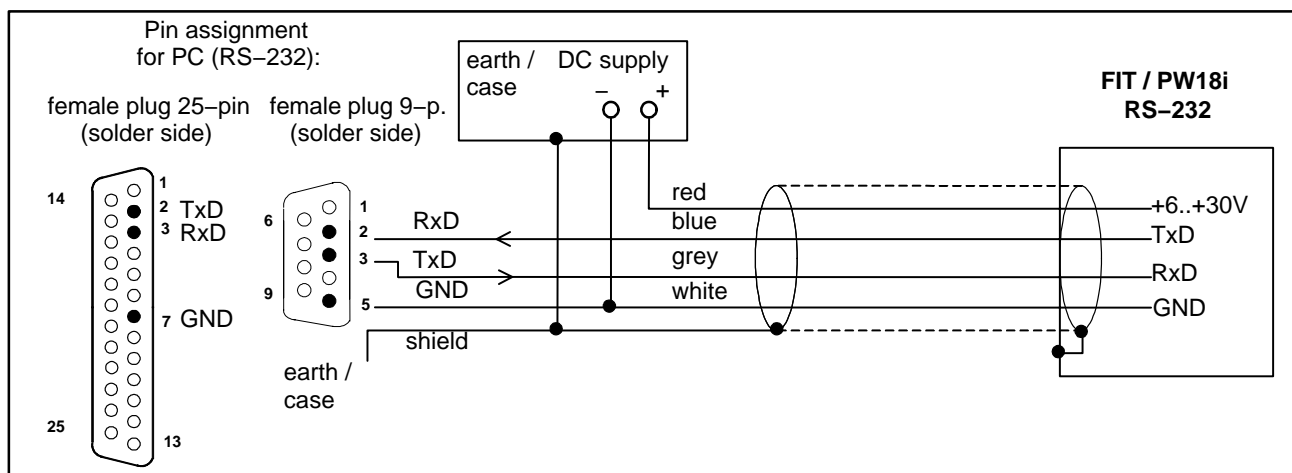 Pin assignment
for PC (RS−232):
female plug 25−pin
(solder side)
14
1
2 TxD
3 RxD
7 GND
25
13
female plug 9−p.
(solder side)
6
1
2
3
9
5
RxD
TxD
GND
shield
earth /
case
earth /
case
DC supply
− +
red
blue
grey
white
FIT / PW18i
RS−232
+6..+30V
TxD
RxD
GND